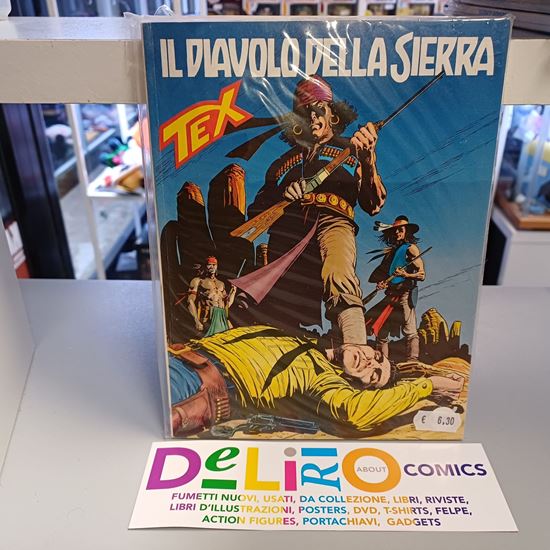 IL DIAVOLO DELLA SIERRA
TEX
€ 6,30
DeLiRiO ABOUT COMICS
FUMETTI NUOVI, USATI, DA COLLEZIONE, LIBRI, RIVISTE,
LIBRI D'ILLUSTRAZIONI, POSTERS, DVD, T-SHIRTS, FELPE,
ACTION FIGURES, PORTACHIAVI, GADGETS